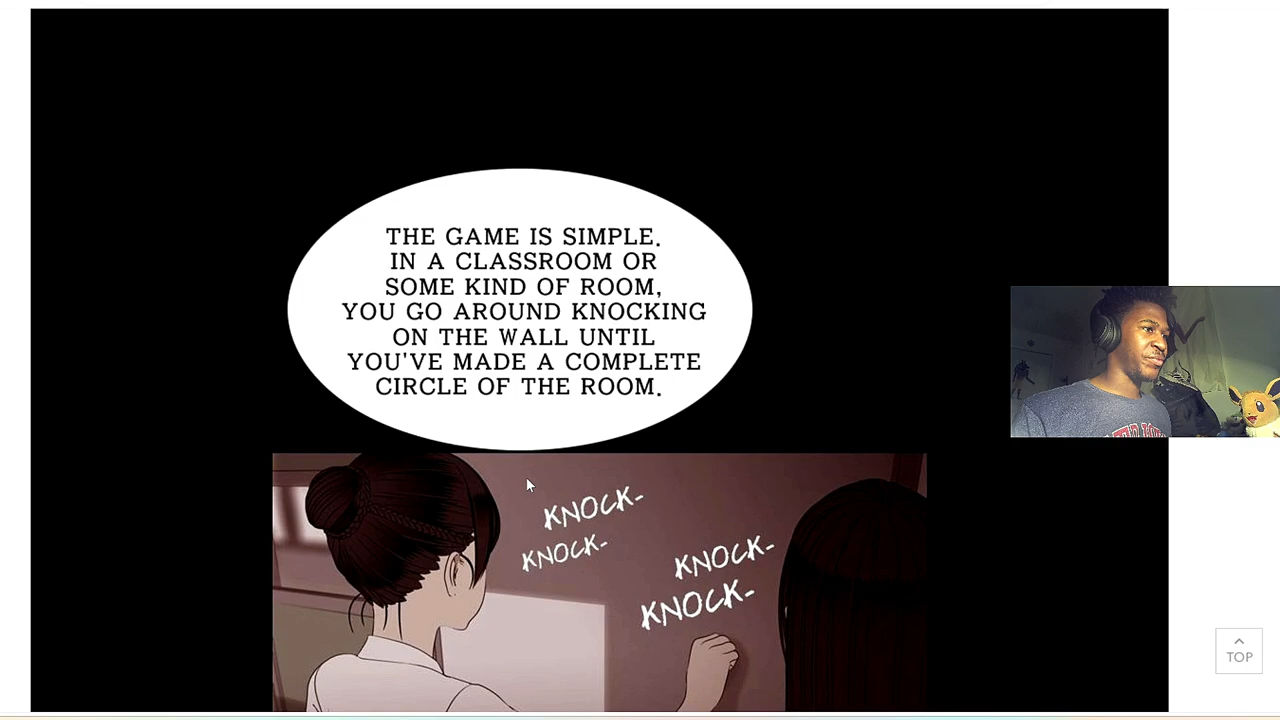 THE GAME IS SIMPLE.
IN A CLASSROOM OR
SOME KIND OF ROOM,
YOU GO AROUND KNOCKING
ON THE WALL UNTIL
YOU'VE MADE A COMPLETE
CIRCLE OF THE ROOM.
KNOCK-
KNOCK-
KNOCK-
KNOCK-
TOP